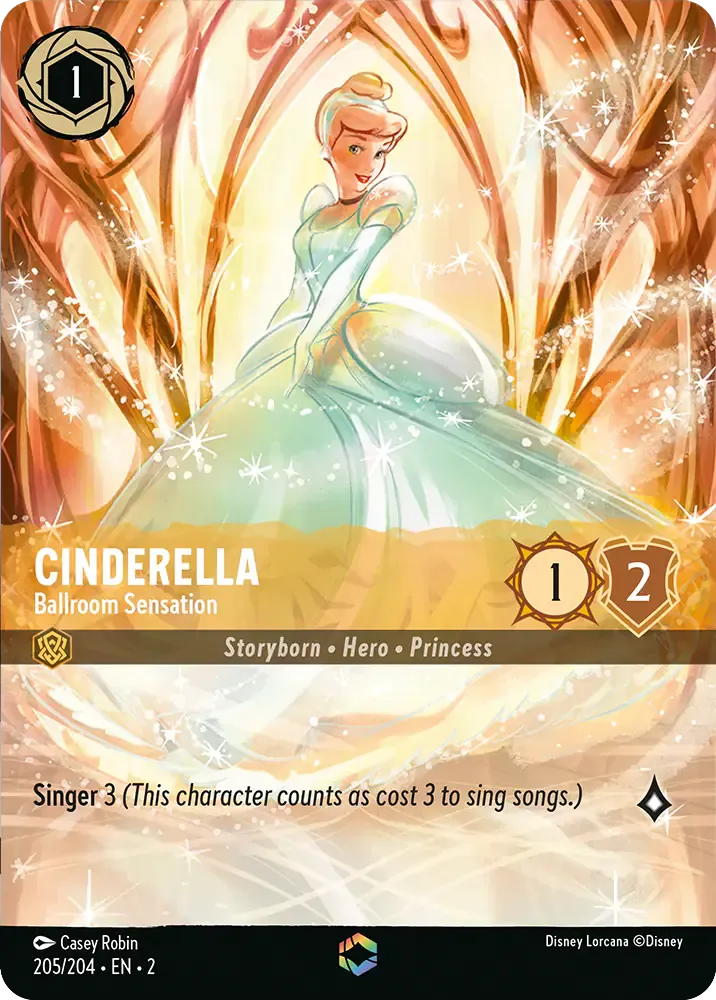 1
CINDERELLA
Ballroom Sensation
1 2
Storyborn • Hero • Princess
Singer 3 (This character counts as cost 3 to sing songs.)
Casey Robin
Disney Lorcana ©Disney
205/204 • EN • 2